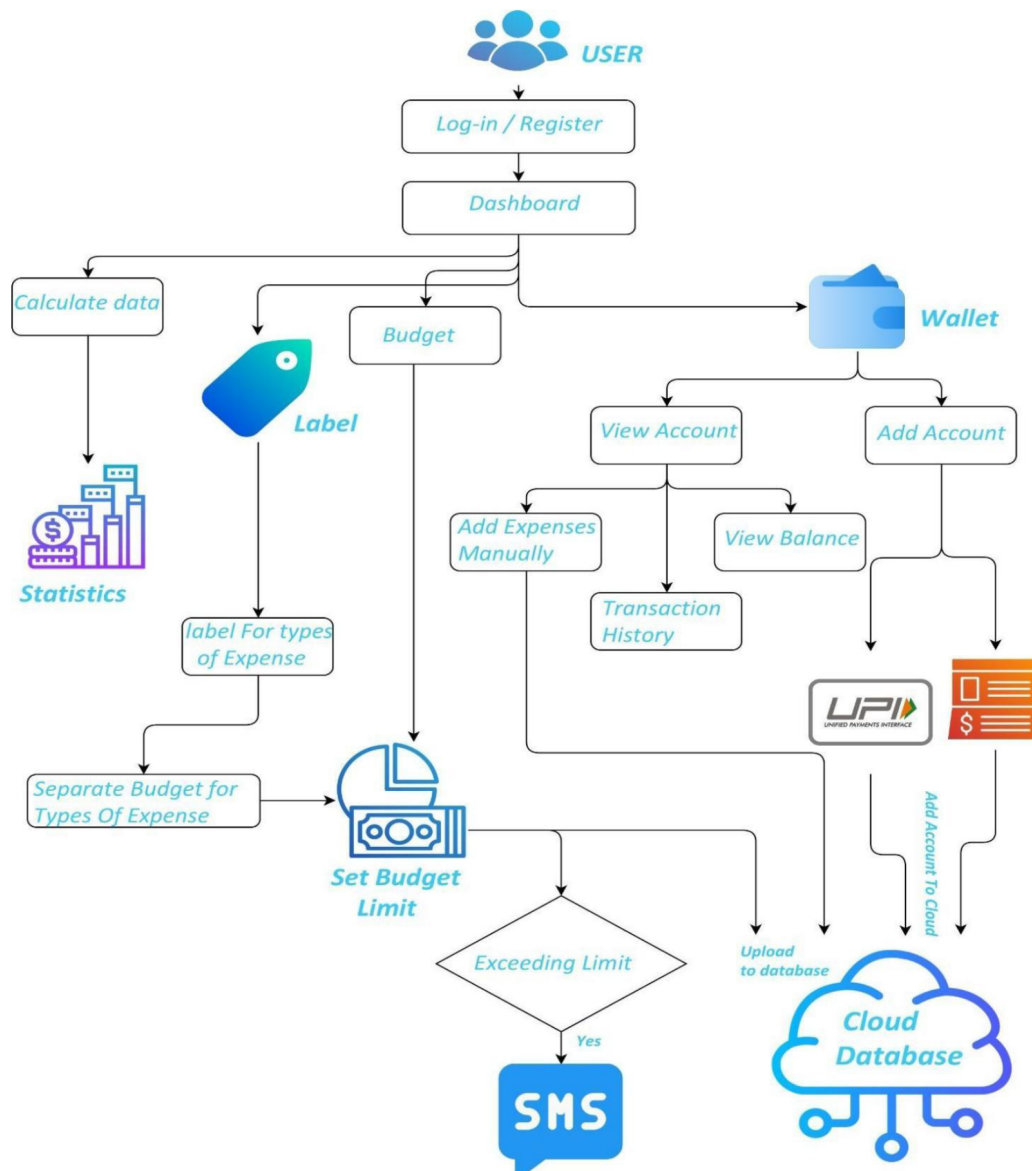 USER
Log-in / Register
Dashboard
Calculate data
Budget
Wallet
Label
View Account
Add Account
Add Expenses
Manually
View Balance
Statistics
Transaction
History
label For types
of Expense
UPI
UNIFIED PAYMENTS INTERFACE
$
$
Separate Budget for
Types Of Expense
Add Account To Cloud
Set Budget
Limit
Exceeding Limit
Upload
to database
Yes
Cloud
Database
SMS